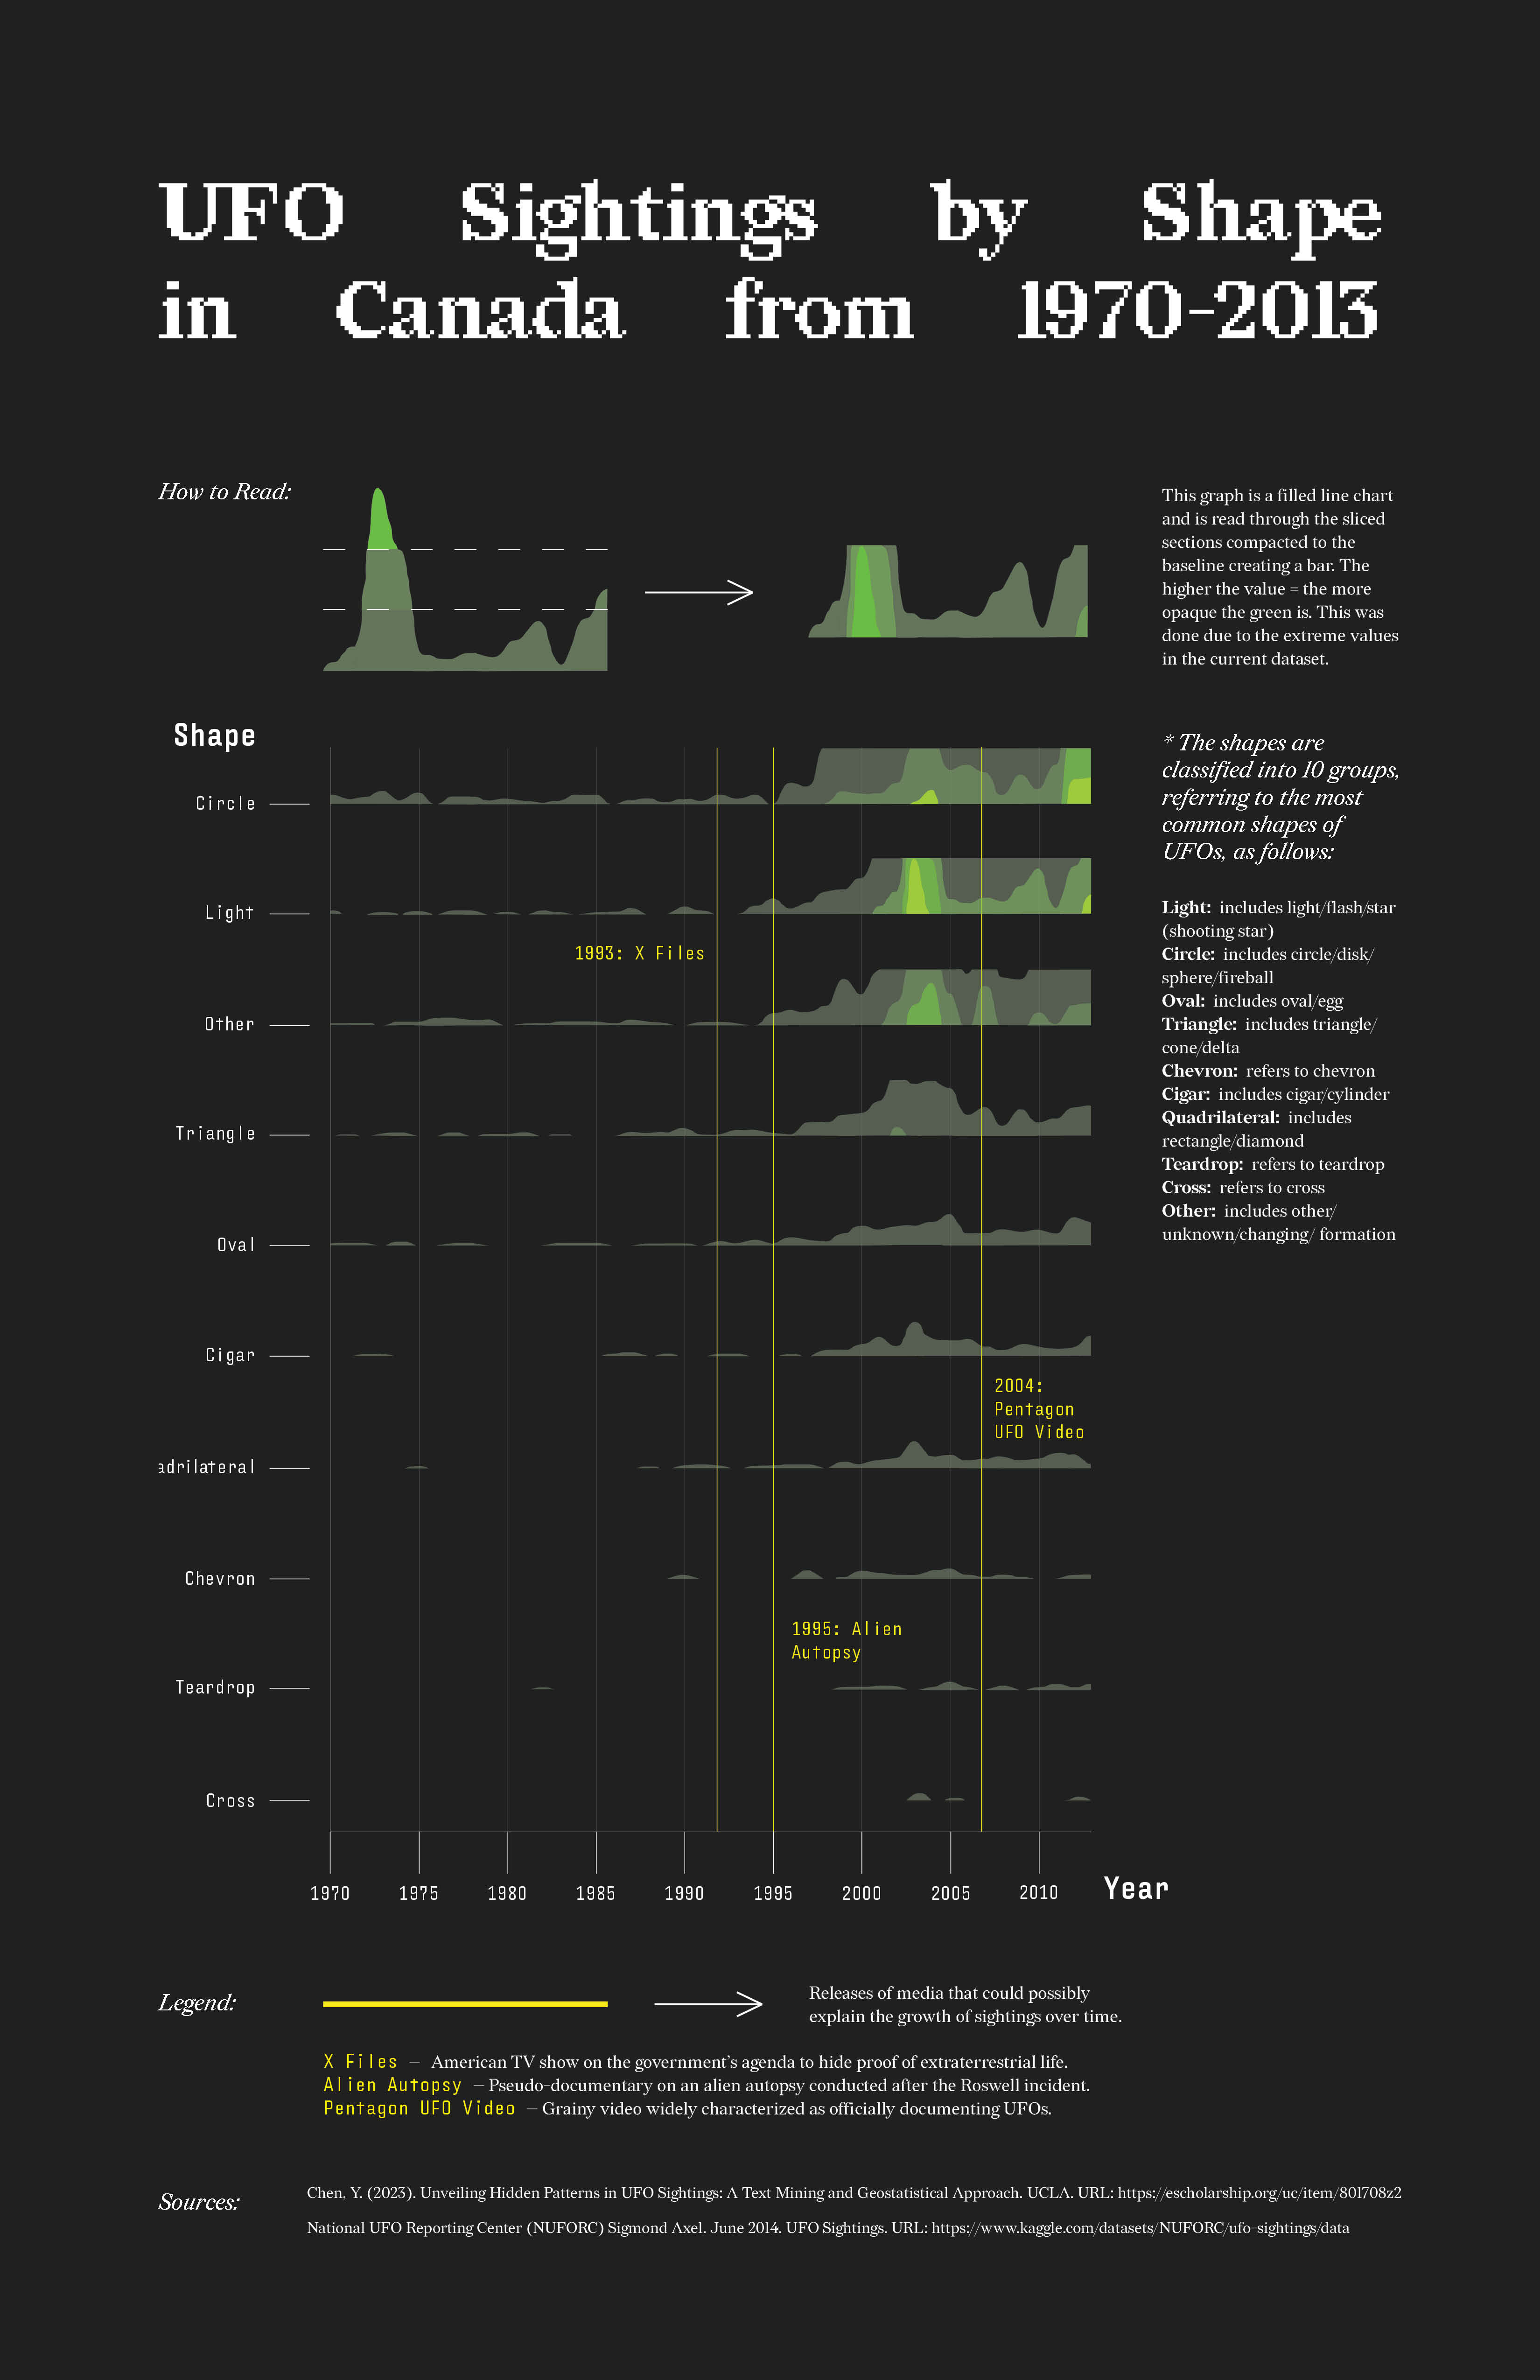 UFO Sightings by Shape
in Canada from 1970-2013
How to Read:
This graph is a filled line chart
and is read through the sliced
sections compacted to the
baseline creating a bar. The
higher the value = the more
opaque the green is. This was
done due to the extreme values
in the current dataset.
Shape
Circle
Light
1993: X Files
Other
Triangle
Oval
Cigar
2004:
Pentagon
UFO Video
adrilateral
Chevron
1995: Alien
Autopsy
Teardrop
Cross
1970 1975 1980 1985 1990 1995 2000 2005 2010 Year
* The shapes are
classified into 10 groups,
referring to the most
common shapes of
UFOs, as follows:
Light: includes light/flash/star
(shooting star)
Circle: includes circle/disk/
sphere/fireball
Oval: includes oval/egg
Triangle: includes triangle/
cone/delta
Chevron: refers to chevron
Cigar: includes cigar/cylinder
Quadrilateral: includes
rectangle/diamond
Teardrop: refers to teardrop
Cross: refers to cross
Other: includes other/
unknown/changing/ formation
Legend:
Releases of media that could possibly
explain the growth of sightings over time.
X Files – American TV show on the government's agenda to hide proof of extraterrestrial life.
Alien Autopsy – Pseudo-documentary on an alien autopsy conducted after the Roswell incident.
Pentagon UFO Video – Grainy video widely characterized as officially documenting UFOs.
Sources:
Chen, Y. (2023). Unveiling Hidden Patterns in UFO Sightings: A Text Mining and Geostatistical Approach. UCLA. URL: https://escholarship.org/uc/item/801708z2
National UFO Reporting Center (NUFORC) Sigmond Axel. June 2014. UFO Sightings. URL: https://www.kaggle.com/datasets/NUFORC/ufo-sightings/data